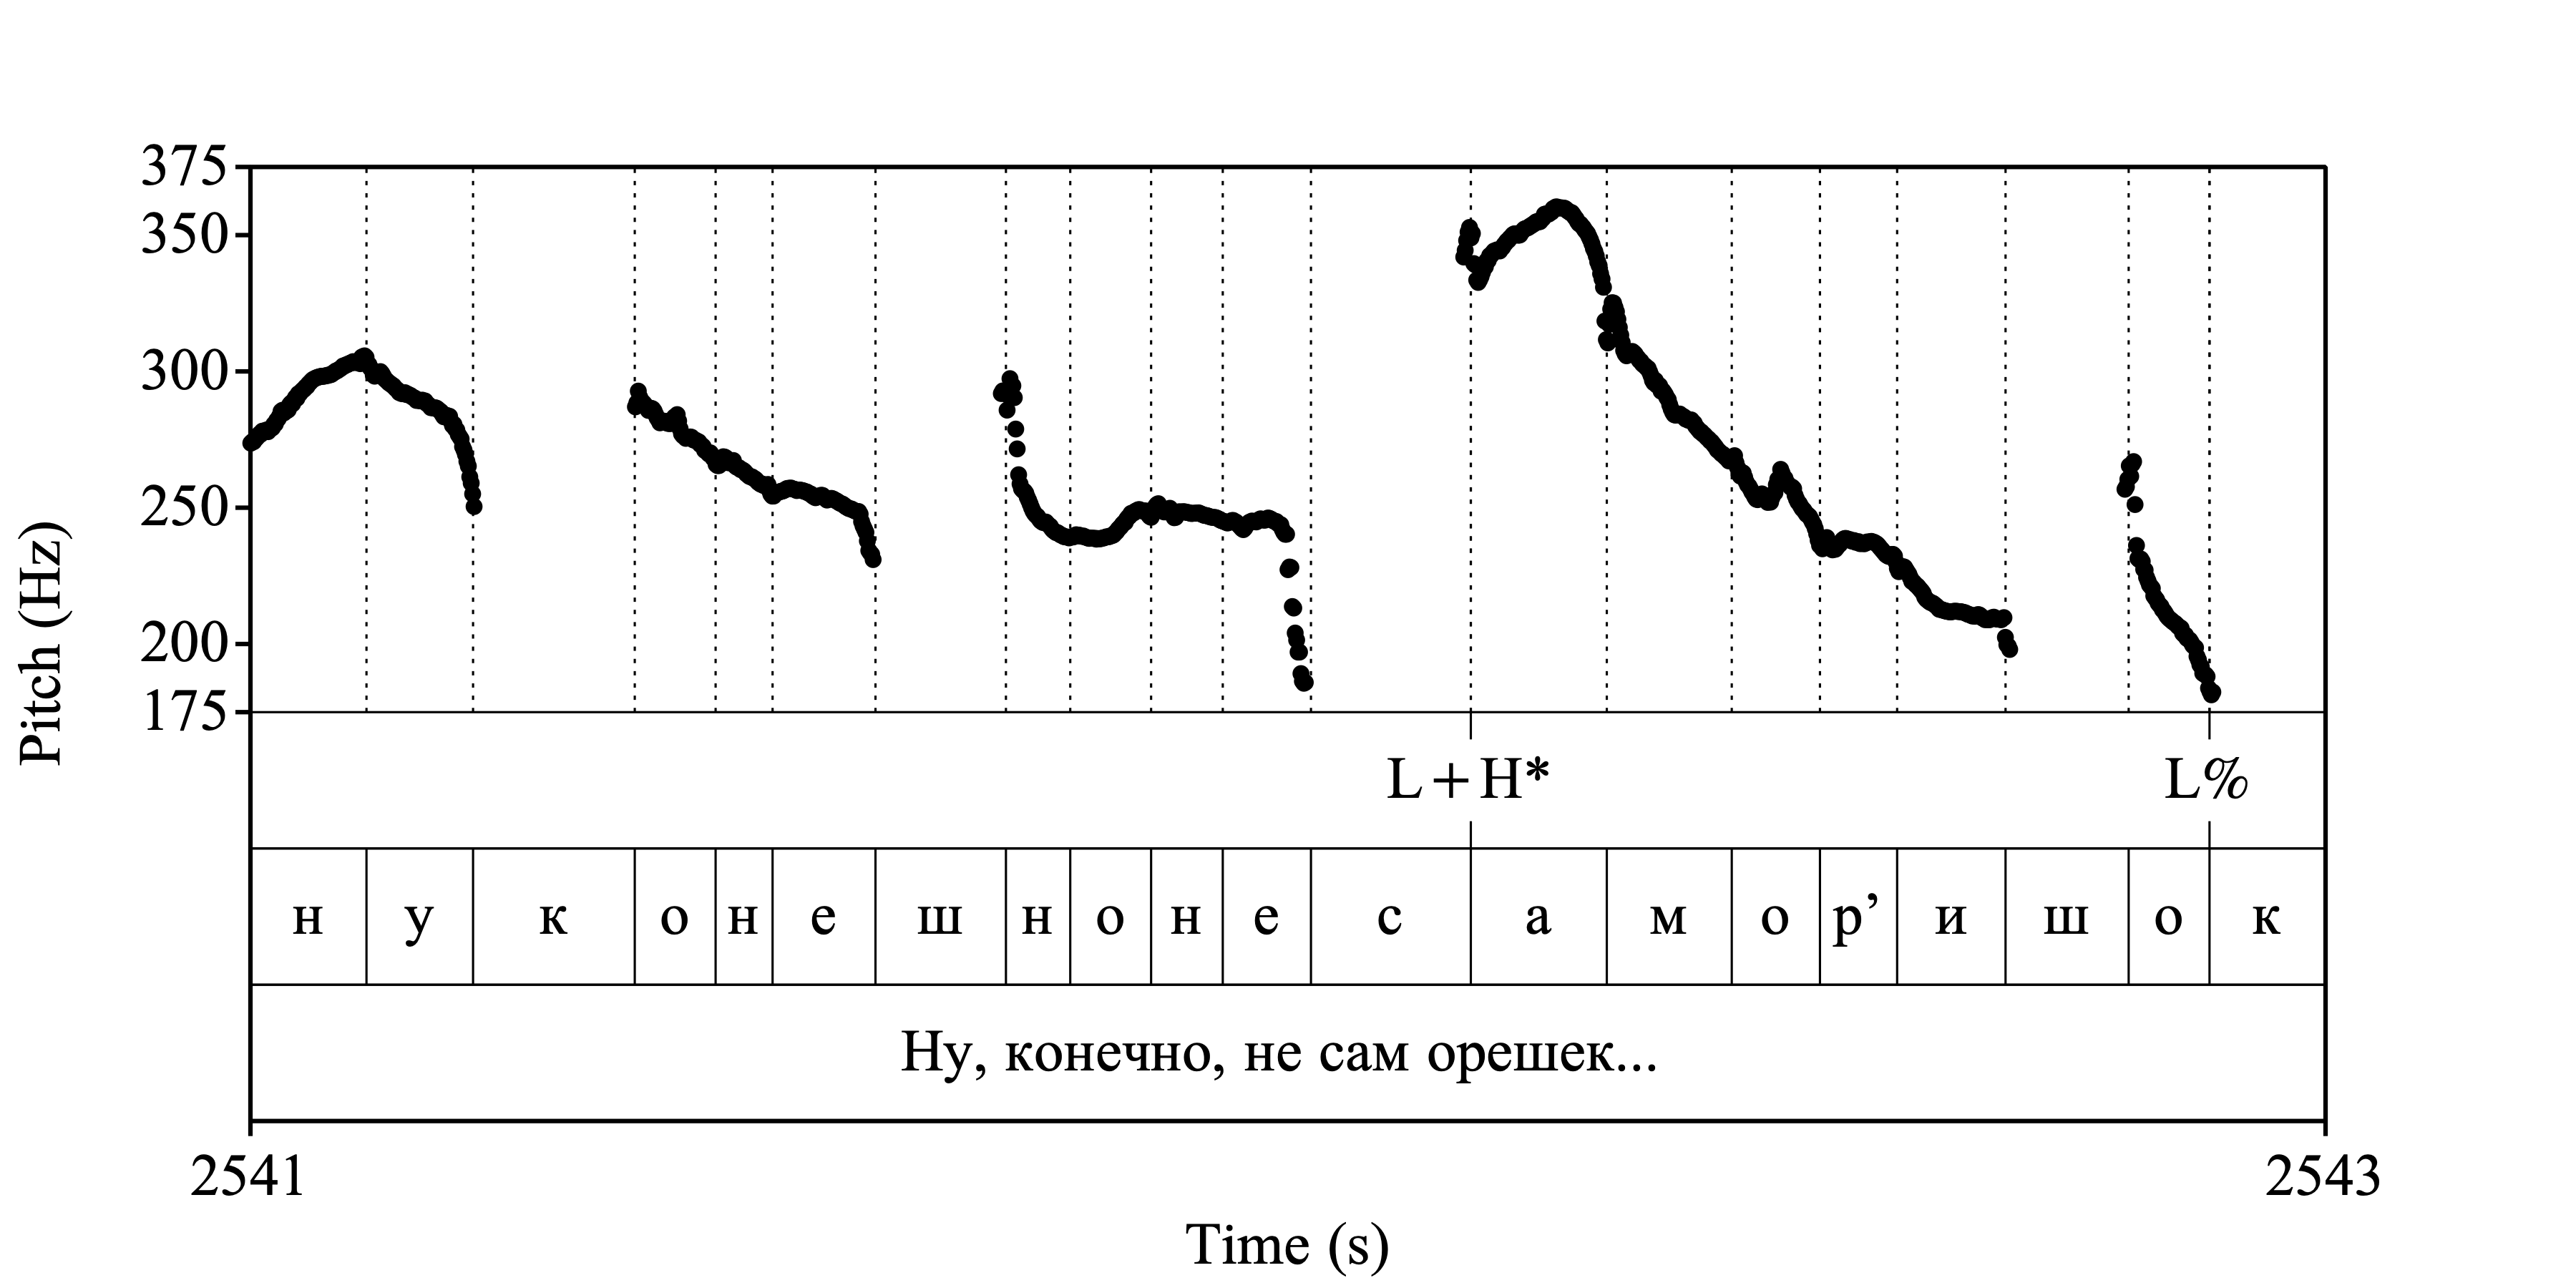 375
350
300
250
200
175
Pitch (Hz)
L+H* L%
н у к о н е ш н о н е с а м о р’ и ш о к
Ну, конечно, не сам орешек...
2541 2543
Time (s)